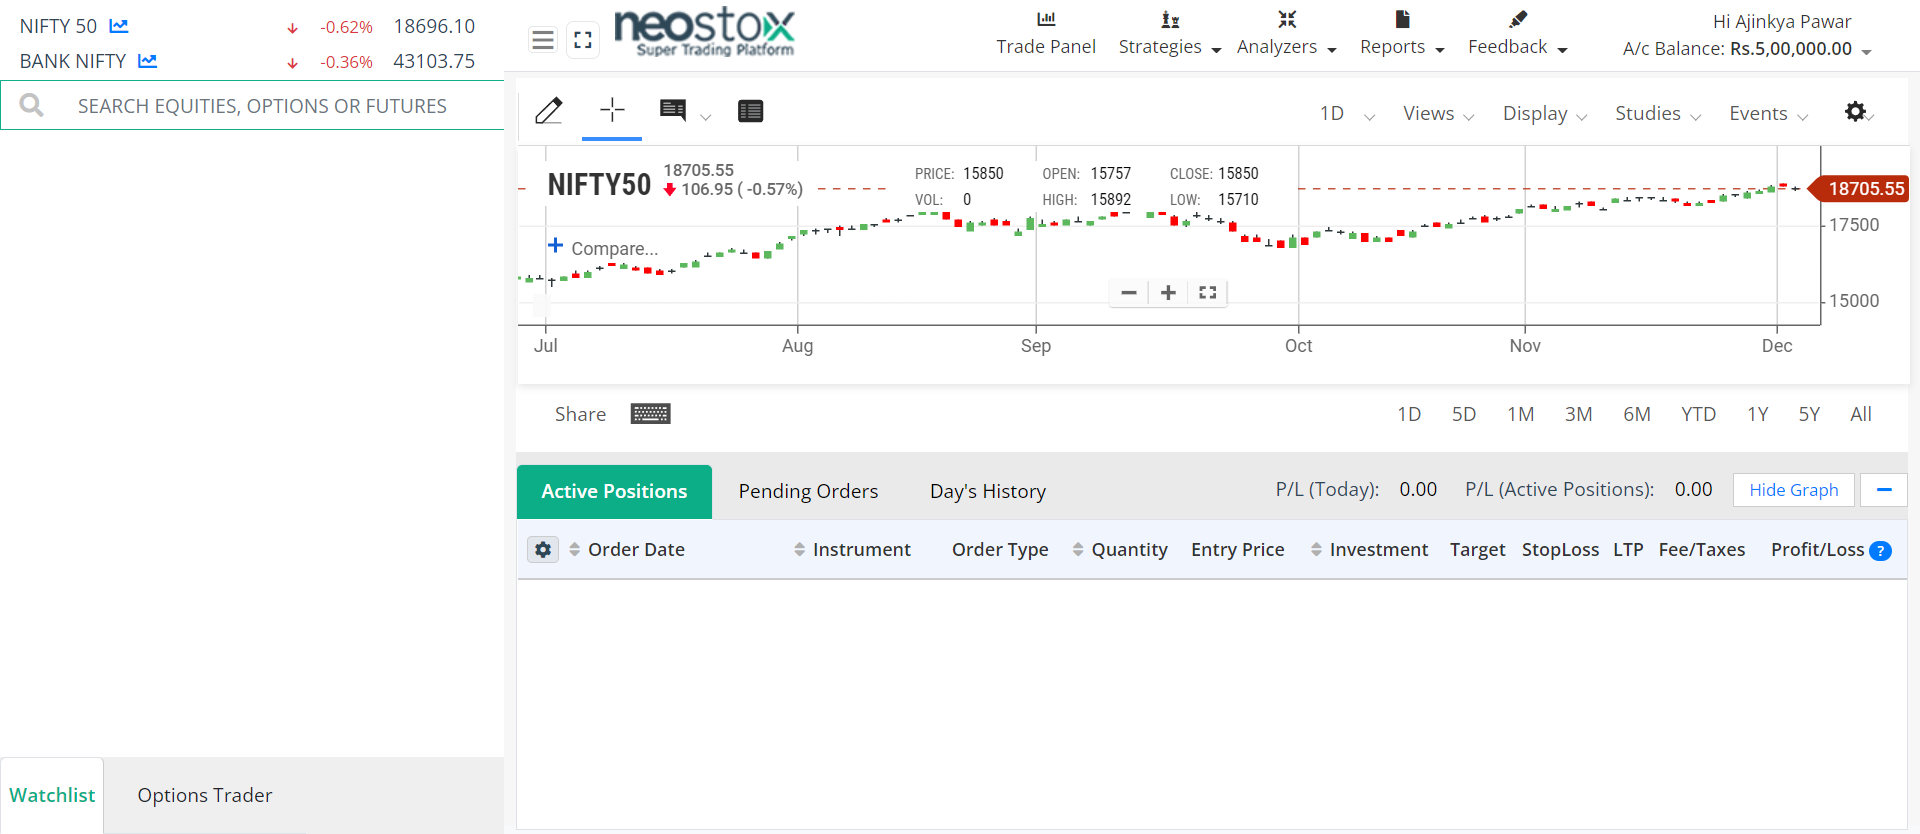 NIFTY 50 -0.62% 18696.10
BANK NIFTY -0.36% 43103.75
SEARCH EQUITIES, OPTIONS OR FUTURES
Watchlist Options Trader
neostox
Super Trading Platform
Trade Panel Strategies Analyzers Reports Feedback
Hi Ajinkya Pawar
A/c Balance: Rs.5,00,000.00
1D Views Display Studies Events
NIFTY50 18705.55
106.95 ( -0.57%)
PRICE: 15850 OPEN: 15757 CLOSE: 15850
VOL: 0 HIGH: 15892 LOW: 15710
Compare...
18705.55
17500
15000
Jul Aug Sep Oct Nov Dec
Share 1D 5D 1M 3M 6M YTD 1Y 5Y All
Active Positions Pending Orders Day's History P/L (Today): 0.00 P/L (Active Positions): 0.00 Hide Graph
Order Date Instrument Order Type Quantity Entry Price Investment Target StopLoss LTP Fee/Taxes Profit/Loss ?